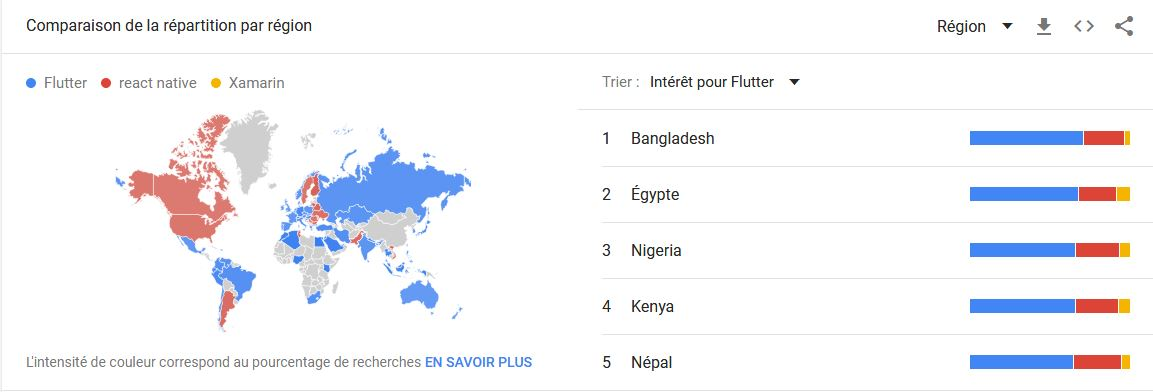 Comparaison de la répartition par région
Région
Flutter react native Xamarin
Trier : Intérêt pour Flutter
1 Bangladesh
2 Égypte
3 Nigeria
4 Kenya
5 Népal
L'intensité de couleur correspond au pourcentage de recherches EN SAVOIR PLUS